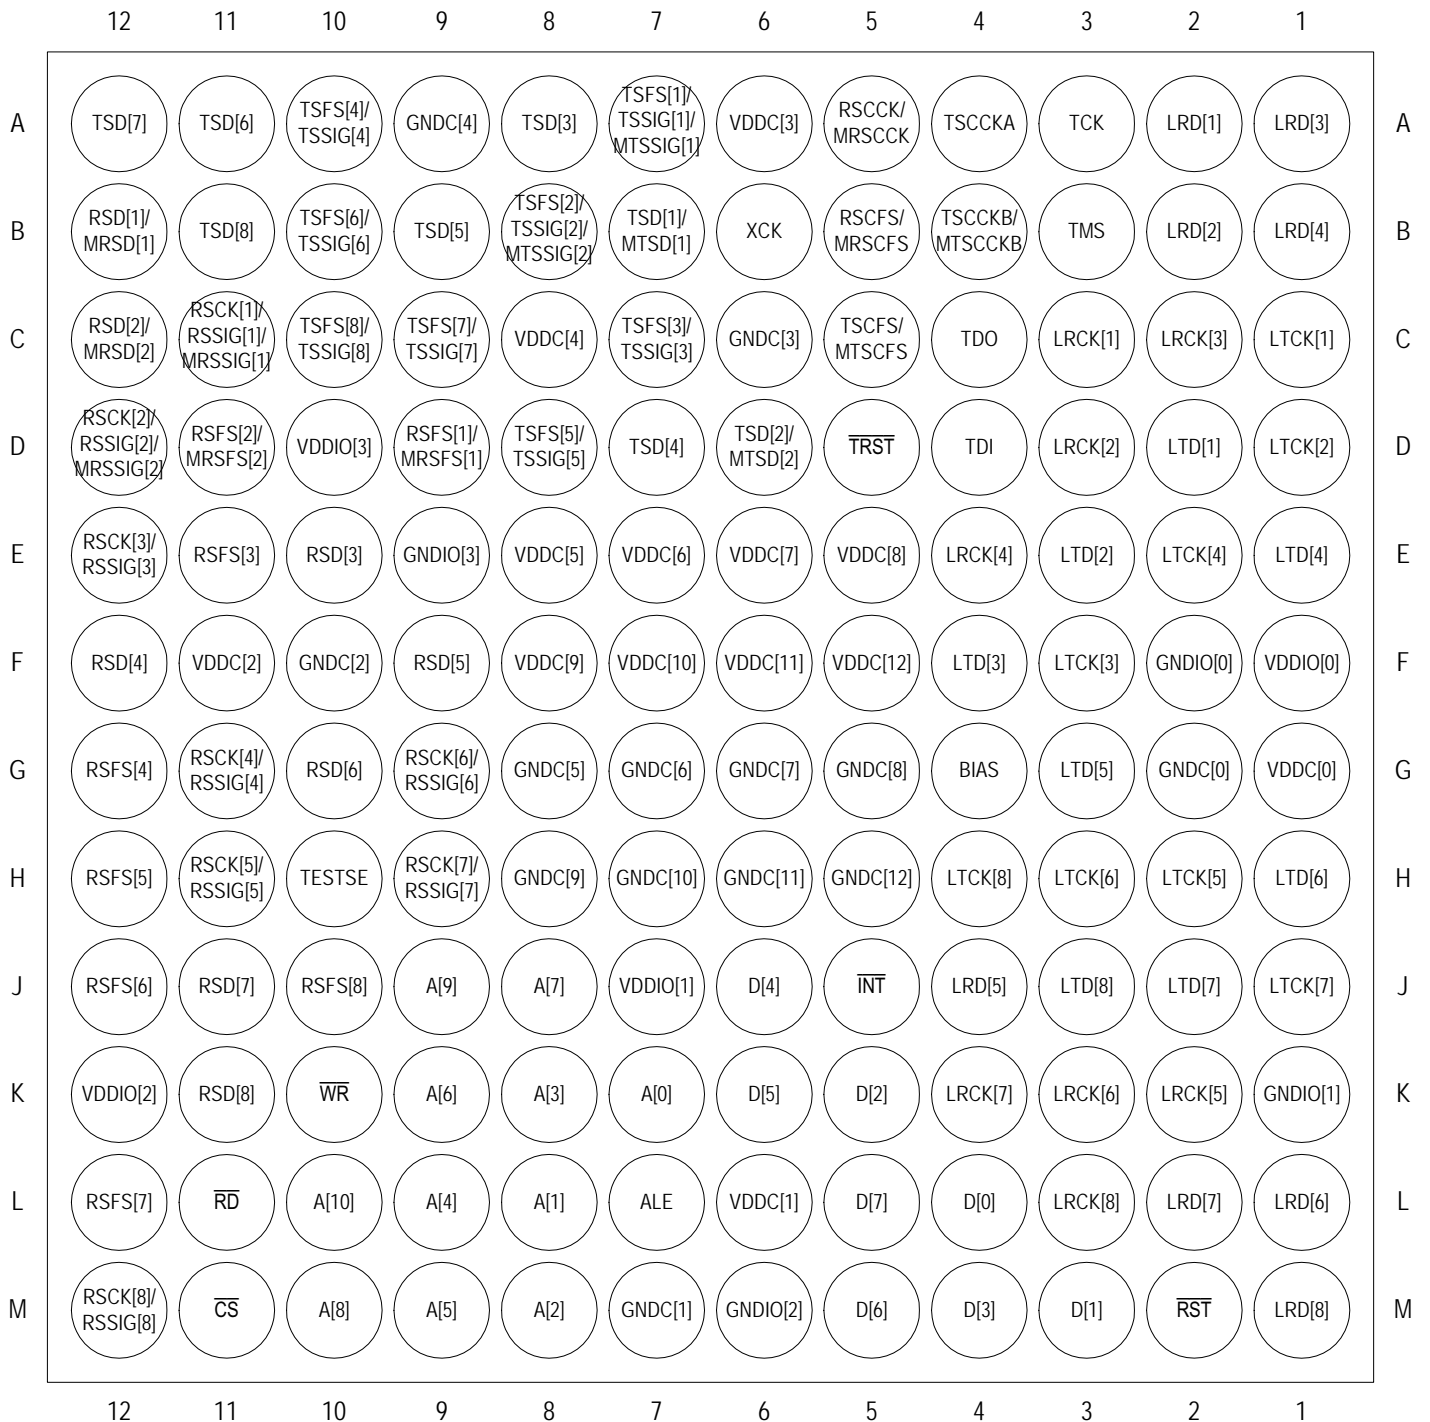 12 11 10 9 8 7 6 5 4 3 2 1
A TSD[7] TSD[6] TSFS[4]/ TSSIG[4] GNDC[4] TSD[3] TSFS[1]/ TSSIG[1]/ MTSSIG[1] VDDC[3] RSCCK/ MRSCCK TSCCKA TCK LRD[1] LRD[3] A
B RSD[1]/ MRSD[1] TSD[8] TSFS[6]/ TSSIG[6] TSD[5] TSFS[2]/ TSSIG[2]/ MTSSIG[2] TSD[1]/ MTSD[1] XCK RSCFS/ MRSCFS TSCCKB/ MTSCCKB TMS LRD[2] LRD[4] B
C RSD[2]/ MRSD[2] RSCK[1]/ RSSIG[1]/ MRSSIG[1] TSFS[8]/ TSSIG[8] TSFS[7]/ TSSIG[7] VDDC[4] TSFS[3]/ TSSIG[3] GNDC[3] TSCFS/ MTSCFS TDO LRCK[1] LRCK[3] LTCK[1] C
D RSCK[2]/ RSSIG[2]/ MRSSIG[2] RSFS[2]/ MRSFS[2] VDDIO[3] RSFS[1]/ MRSFS[1] TSFS[5]/ TSSIG[5] TSD[4] TSD[2]/ MTSD[2] TRST TDI LRCK[2] LTD[1] LTCK[2] D
E RSCK[3]/ RSSIG[3] RSFS[3] RSD[3] GNDIO[3] VDDC[5] VDDC[6] VDDC[7] VDDC[8] LRCK[4] LTD[2] LTCK[4] LTD[4] E
F RSD[4] VDDC[2] GNDC[2] RSD[5] VDDC[9] VDDC[10] VDDC[11] VDDC[12] LTD[3] LTCK[3] GNDIO[0] VDDIO[0] F
G RSFS[4] RSCK[4]/ RSSIG[4] RSD[6] RSCK[6]/ RSSIG[6] GNDC[5] GNDC[6] GNDC[7] GNDC[8] BIAS LTD[5] GNDC[0] VDDC[0] G
H RSFS[5] RSCK[5]/ RSSIG[5] TESTSE RSCK[7]/ RSSIG[7] GNDC[9] GNDC[10] GNDC[11] GNDC[12] LTCK[8] LTCK[6] LTCK[5] LTD[6] H
J RSFS[6] RSD[7] RSFS[8] A[9] A[7] VDDIO[1] D[4] INT LRD[5] LTD[8] LTD[7] LTCK[7] J
K VDDIO[2] RSD[8] WR A[6] A[3] A[0] D[5] D[2] LRCK[7] LRCK[6] LRCK[5] GNDIO[1] K
L RSFS[7] RD A[10] A[4] A[1] ALE VDDC[1] D[7] D[0] LRCK[8] LRD[7] LRD[6] L
M RSCK[8]/ RSSIG[8] CS A[8] A[5] A[2] GNDC[1] GNDIO[2] D[6] D[3] D[1] RST LRD[8] M
12 11 10 9 8 7 6 5 4 3 2 1